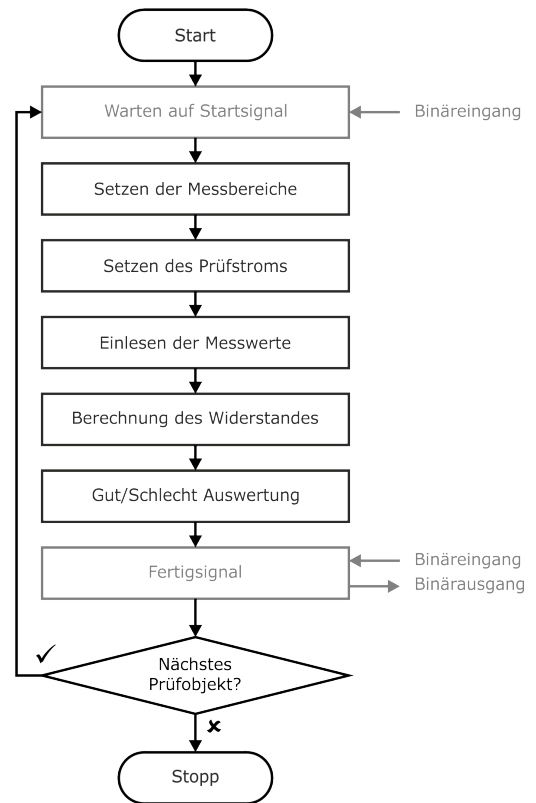 Start
Warten auf Startsignal
Binäreingang
Setzen der Messbereiche
Setzen des Prüfstroms
Einlesen der Messwerte
Berechnung des Widerstandes
Gut/Schlecht Auswertung
Fertigsignal
Binäreingang
Binärausgang
Nächstes
Prüfobjekt?
Stopp